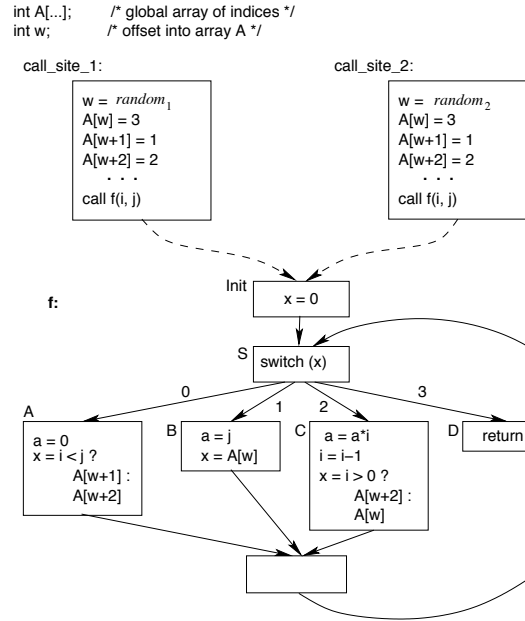 int A[...]; /* global array of indices */
int w; /* offset into array A */
call_site_1:
call_site_2:
w = random1
A[w] = 3
A[w+1] = 1
A[w+2] = 2
. . .
call f(i, j)
w = random2
A[w] = 3
A[w+1] = 1
A[w+2] = 2
. . .
call f(i, j)
Init
x = 0
f:
S
switch (x)
0
1
2
3
A
a = 0
x = i < j ?
A[w+1] :
A[w+2]
B
a = j
x = A[w]
C
a = a*i
i = i−1
x = i > 0 ?
A[w+2] :
A[w]
D
return